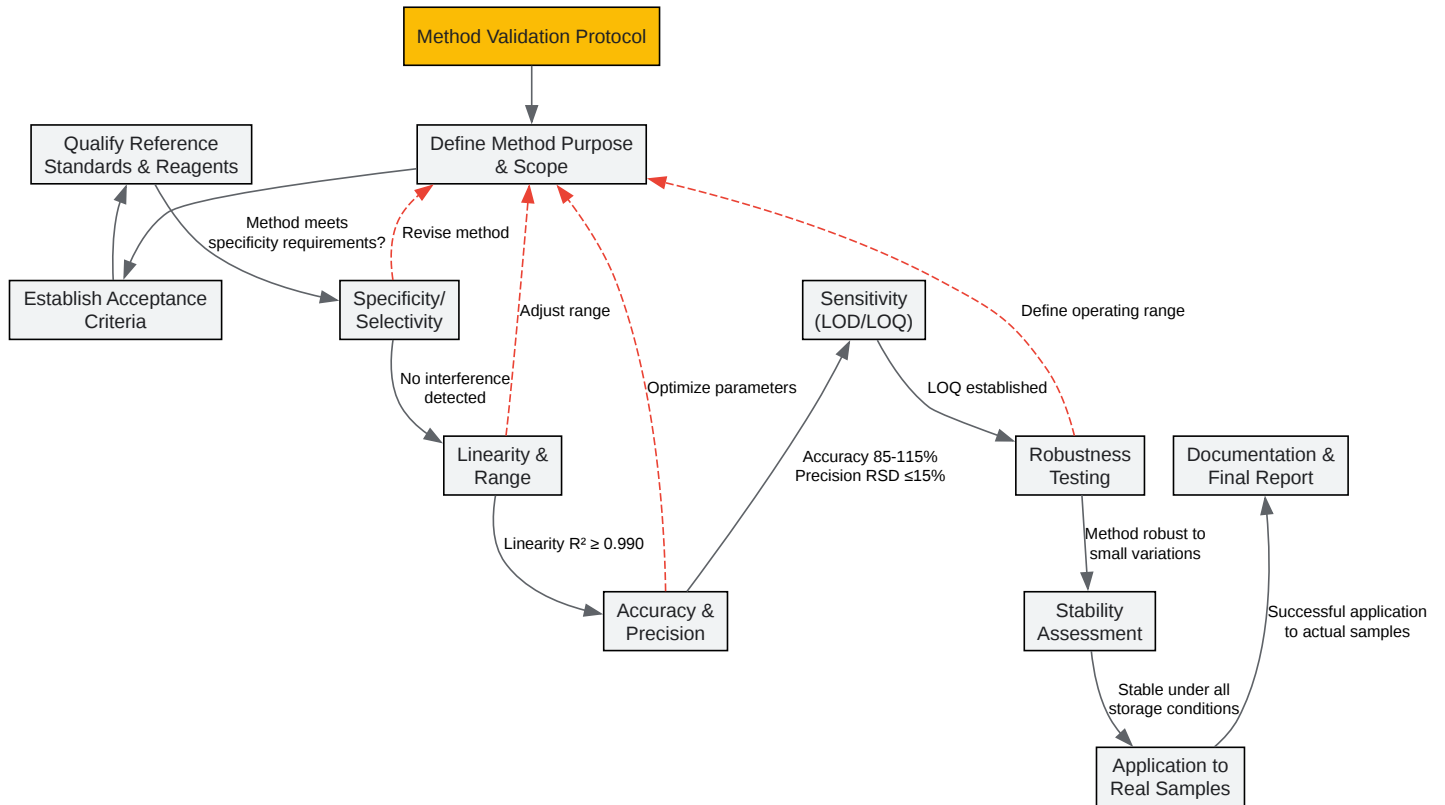 Method Validation Protocol
Qualify Reference
Standards & Reagents
Define Method Purpose
& Scope
Method meets
specificity requirements?
Revise method
Establish Acceptance
Criteria
Specificity/
Selectivity
Adjust range
Sensitivity
(LOD/LOQ)
Define operating range
No interference
detected
Optimize parameters
LOQ established
Linearity &
Range
Accuracy 85-115%
Precision RSD ≤15%
Robustness
Testing
Documentation &
Final Report
Linearity R² ≥ 0.990
Method robust to
small variations
Accuracy &
Precision
Stability
Assessment
Successful application
to actual samples
Stable under all
storage conditions
Application to
Real Samples